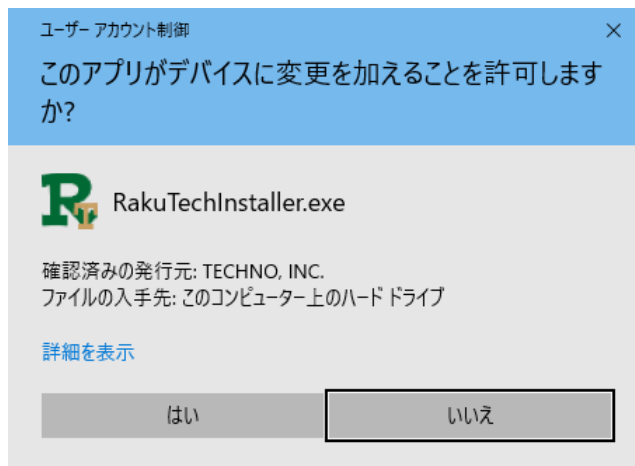 ユーザー アカウント制御
このアプリがデバイスに変更を加えることを許可します
か?
RT
RakuTechInstaller.exe
確認済みの発行元: TECHNO, INC.
ファイルの入手先: このコンピューター上のハード ドライブ
詳細を表示
はい
いいえ